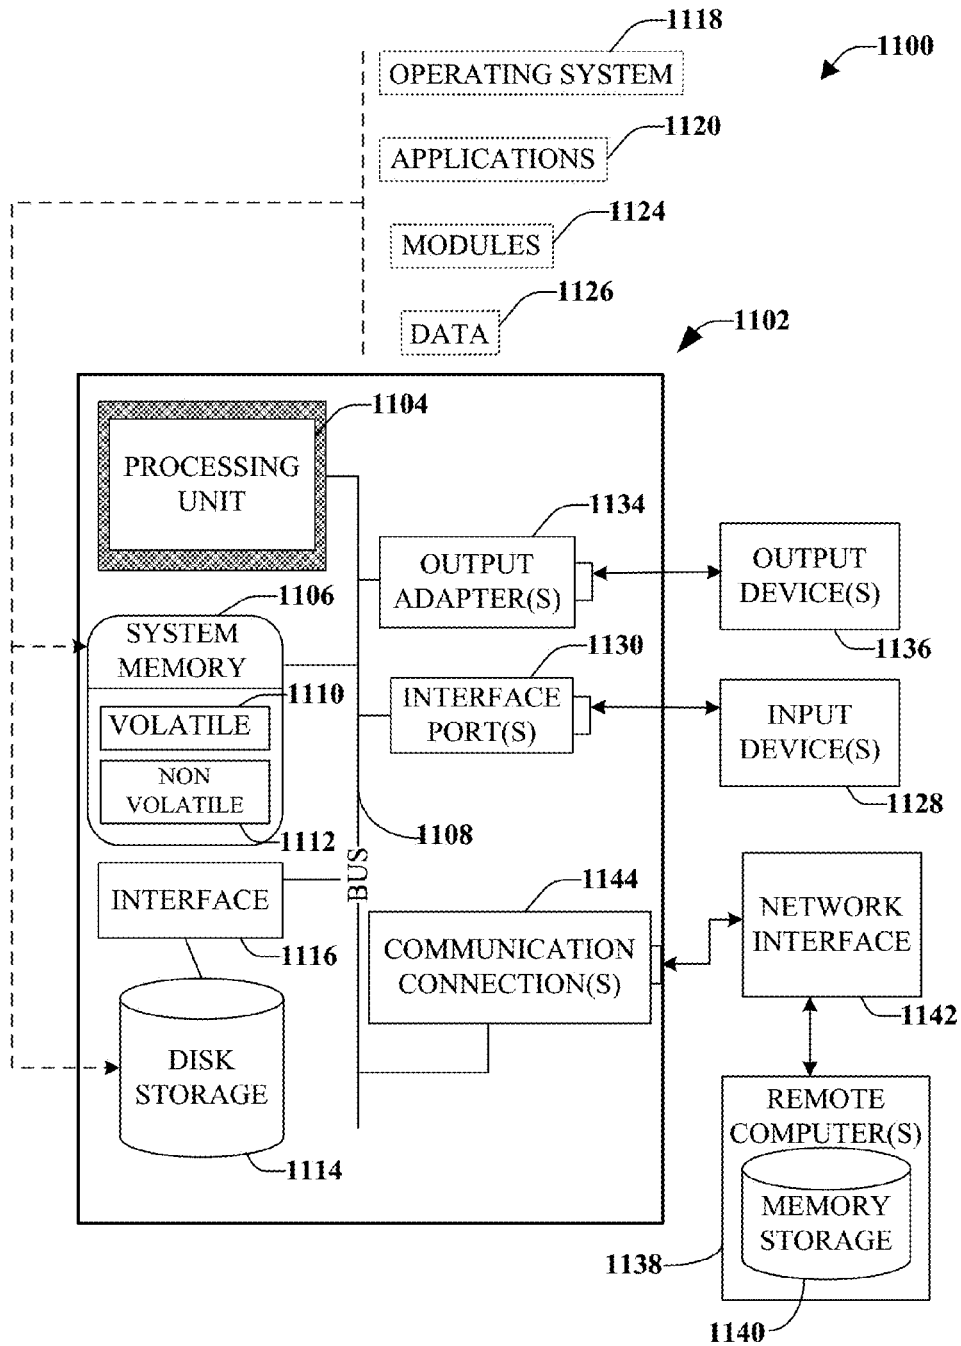 1118
1100
OPERATING SYSTEM
1120
APPLICATIONS
1124
MODULES
1126
DATA
1102
1104
PROCESSING
UNIT
1134
OUTPUT
ADAPTER(S)
OUTPUT
DEVICE(S)
1136
1106
SYSTEM
MEMORY
1130
1110
INTERFACE
PORT(S)
INPUT
DEVICE(S)
1128
VOLATILE
NON
VOLATILE
1112
1108
BUS
1144
INTERFACE
1116
COMMUNICATION
CONNECTION(S)
NETWORK
INTERFACE
1142
DISK
STORAGE
1114
REMOTE
COMPUTER(S)
MEMORY
STORAGE
1138
1140